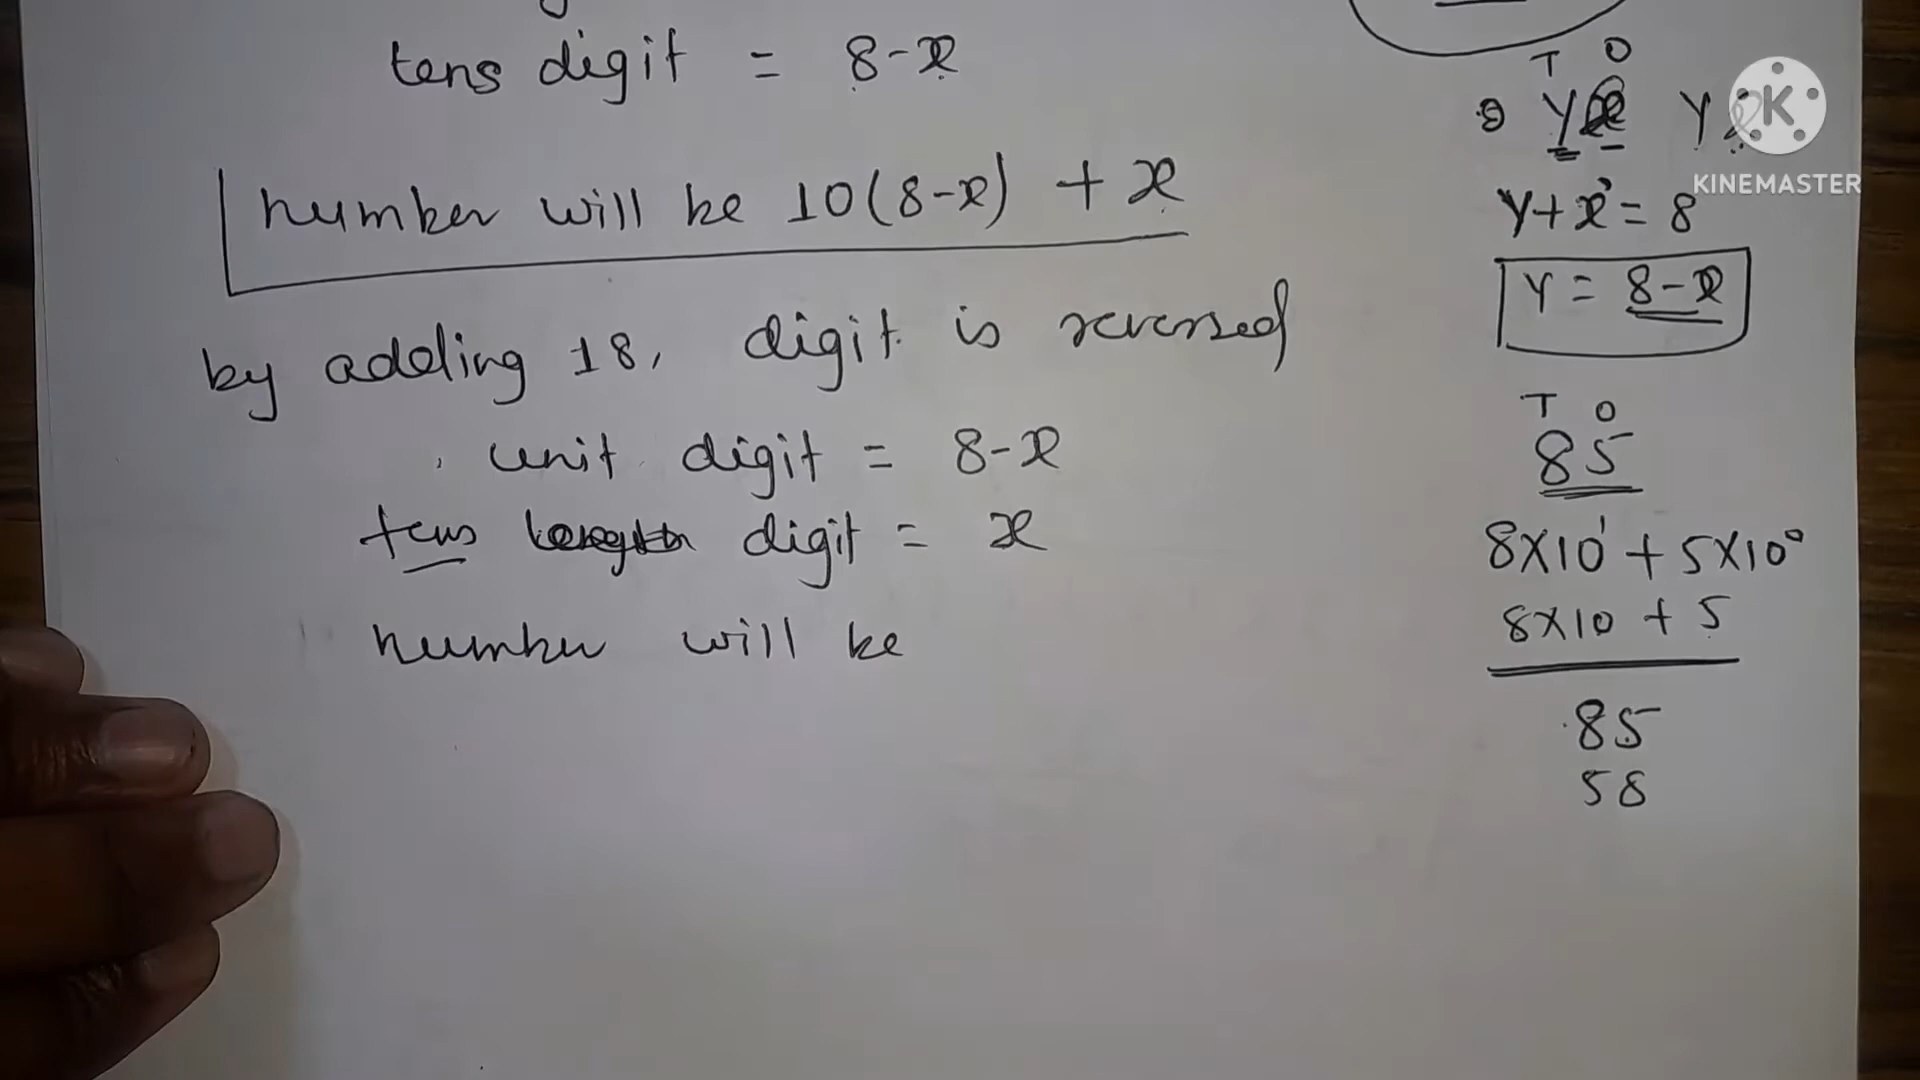 tens digit = 8-x
number will be 10(8-x) + x
by adding 18, digit is reversed
unit digit = 8-x
tens digit = x
number will be
T O
yx y
KINEMASTER
y+x = 8
y = 8-x
T O
85
8X10¹ + 5X10⁰
8X10 + 5
85
58